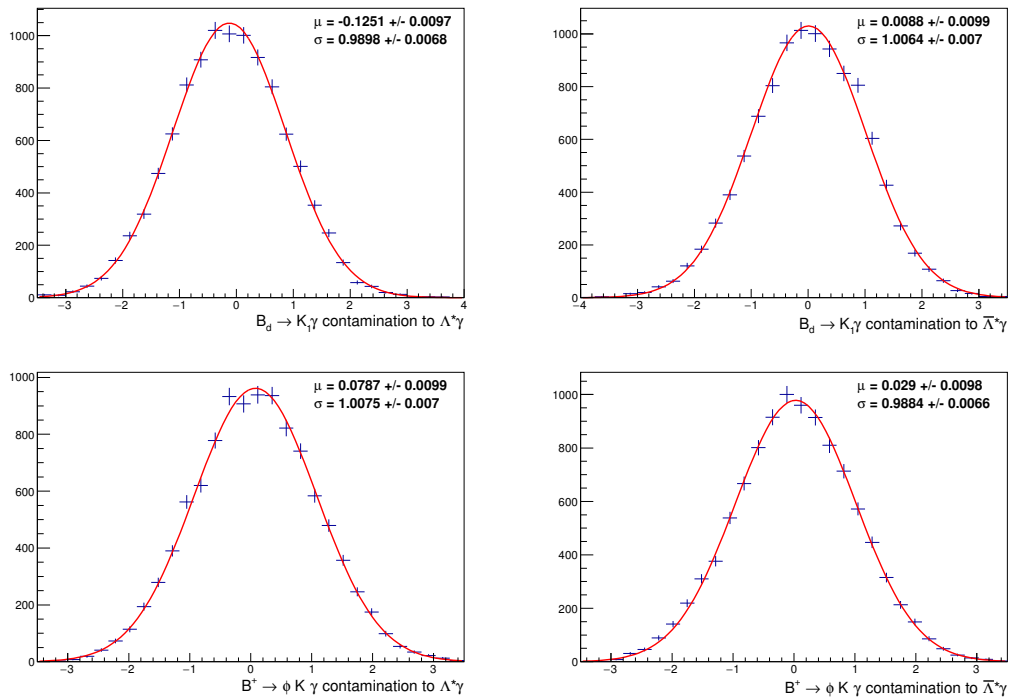 μ = -0.1251 +/- 0.0097
σ = 0.9898 +/- 0.0068
1000
800
600
400
200
0
−3 −2 −1 0 1 2 3 4
B_d → K_1γ contamination to Λ*γ
μ = 0.0088 +/- 0.0099
σ = 1.0064 +/- 0.007
1000
800
600
400
200
0
−4 −3 −2 −1 0 1 2 3
B_d → K_1γ contamination to Λ̅*γ
μ = 0.0787 +/- 0.0099
σ = 1.0075 +/- 0.007
1000
800
600
400
200
0
−3 −2 −1 0 1 2 3
B⁺ → ϕ K γ contamination to Λ*γ
μ = 0.029 +/- 0.0098
σ = 0.9884 +/- 0.0066
1000
800
600
400
200
0
−3 −2 −1 0 1 2 3
B⁺ → ϕ K γ contamination to Λ̅*γ